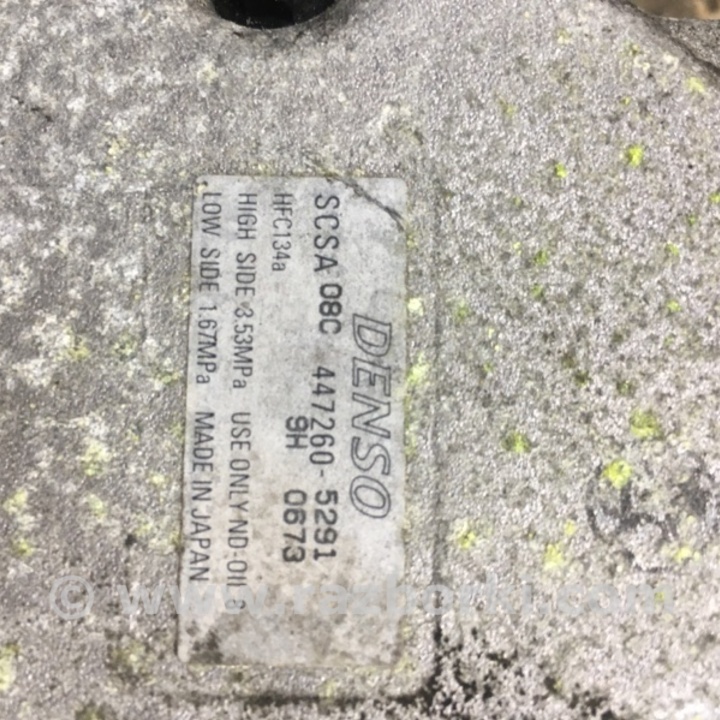 DENSO
SCSA 08C 447260-5291
HFC134a 9H 0673
HIGH SIDE 3.53MPa USE ONLY ND-OIL 8
LOW SIDE 1.67MPa MADE IN JAPAN